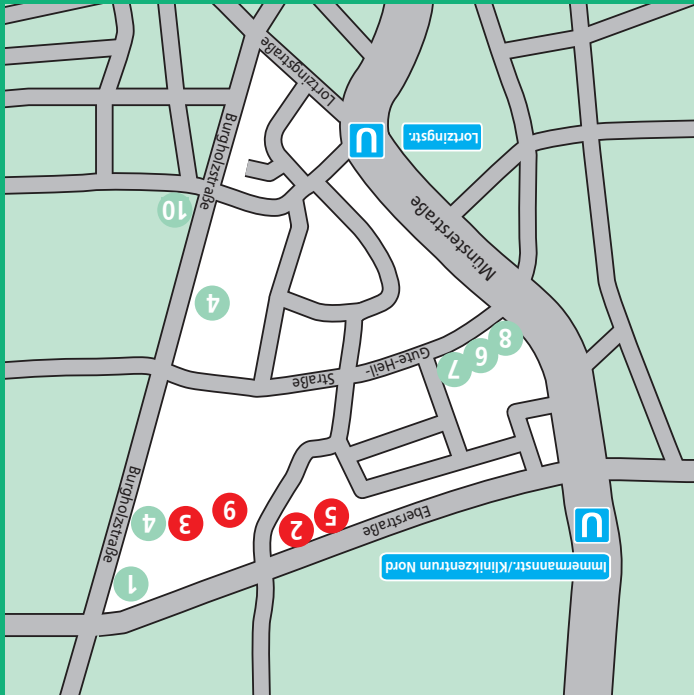 1
Immermannstr./Klinikzentrum Nord
U
Eberstraße
2
5
3
4
6
Burgholzstraße
Gute-Heil-
Straße
7
9
8
4
Münsterstraße
10
Burgholzstraße
U
Lortzingstr.
Lortzingstraße